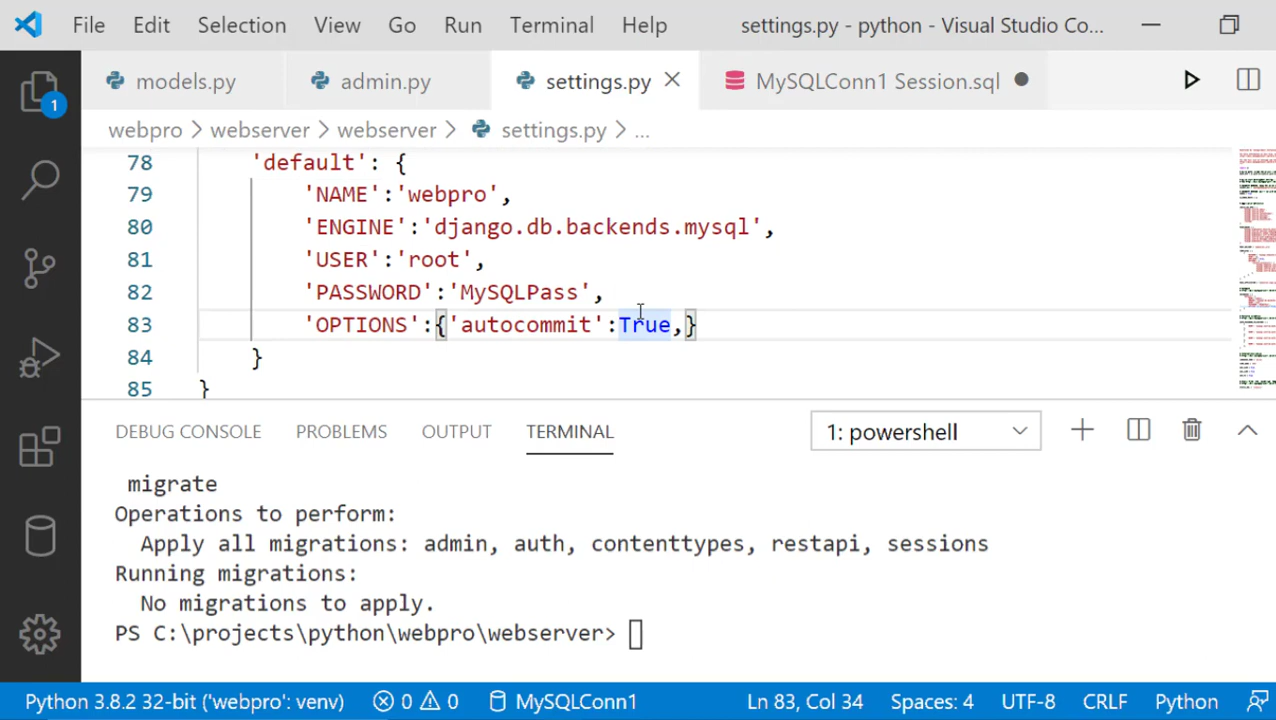 File Edit Selection View Go Run Terminal Help settings.py - python - Visual Studio Co...
models.py admin.py settings.py MySQLConn1 Session.sql
webpro > webserver > webserver > settings.py > ...
78 'default': {
79 'NAME':'webpro',
80 'ENGINE':'django.db.backends.mysql',
81 'USER':'root',
82 'PASSWORD':'MySQLPass',
83 'OPTIONS':{'autocommit':True,}
84 }
85 }
DEBUG CONSOLE PROBLEMS OUTPUT TERMINAL 1: powershell
1
migrate
Operations to perform:
Apply all migrations: admin, auth, contenttypes, restapi, sessions
Running migrations:
No migrations to apply.
PS C:\projects\python\webpro\webserver>
Python 3.8.2 32-bit ('webpro': venv) 0 0 MySQLConn1 Ln 83, Col 34 Spaces: 4 UTF-8 CRLF Python